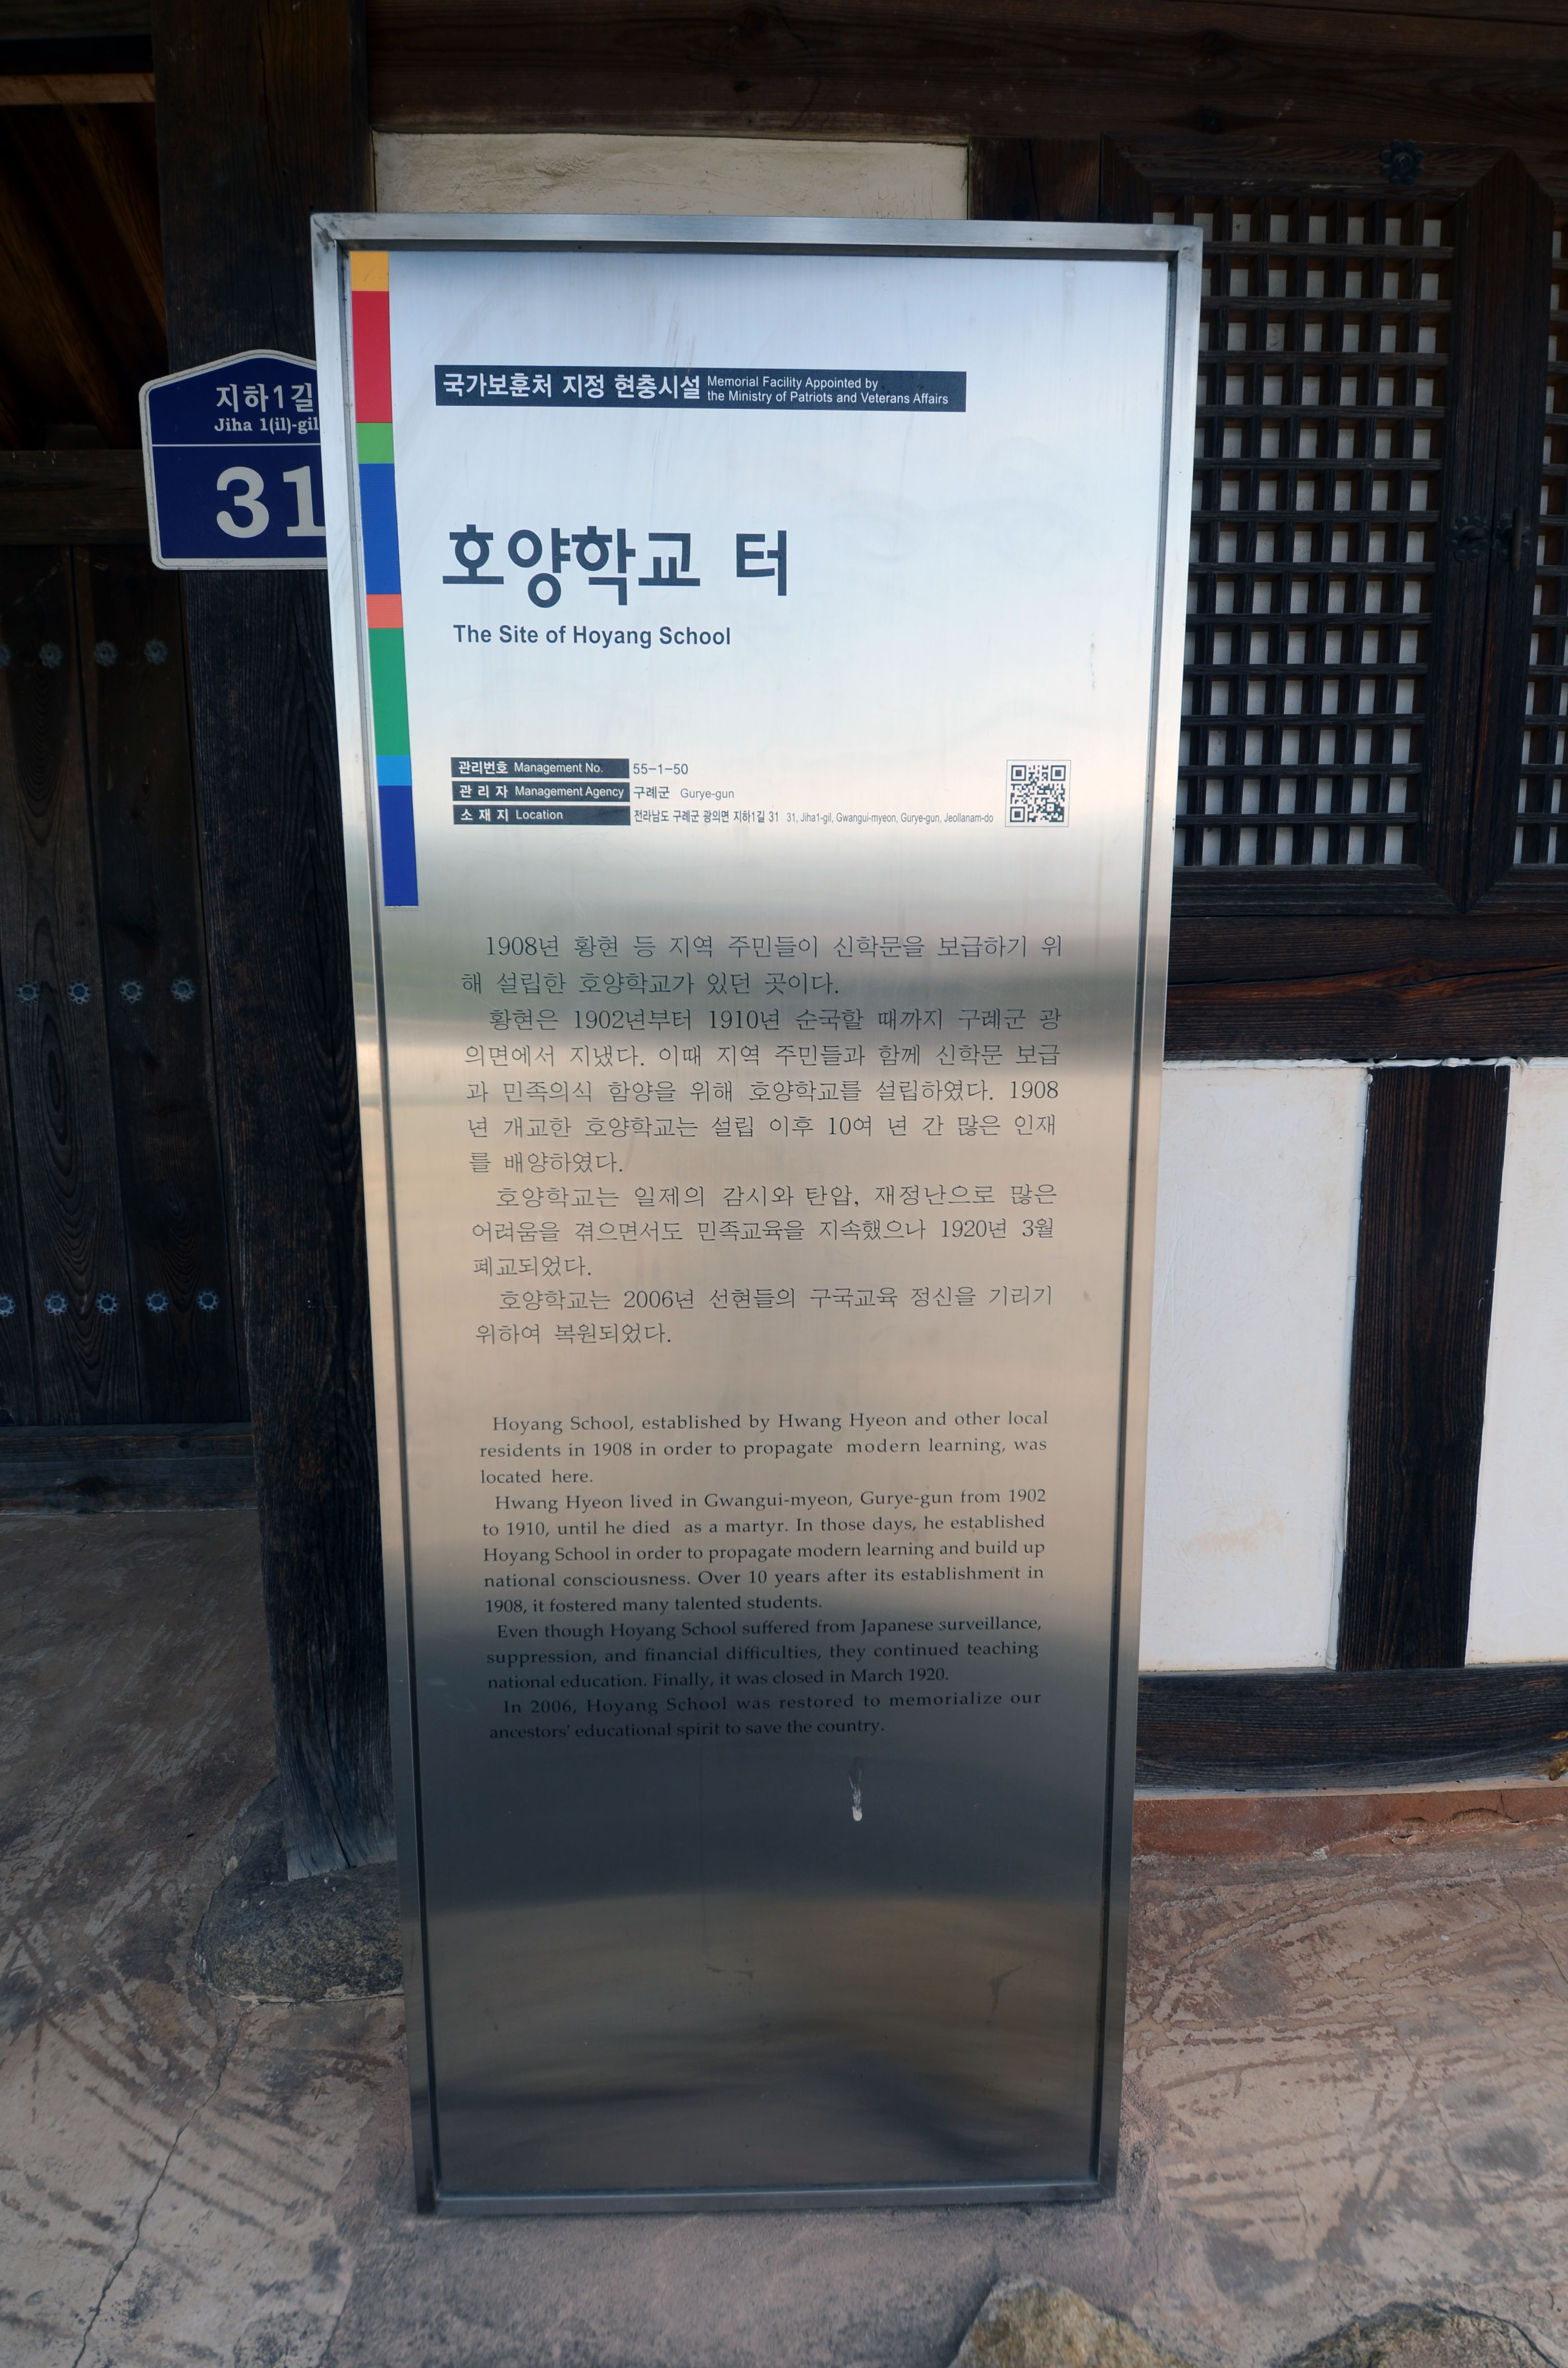 지하1길
Jiha 1(il)-gil
31
국가보훈처 지정 현충시설 Memorial Facility Appointed by
the Ministry of Patriots and Veterans Affairs
호양학교 터
The Site of Hoyang School
관리번호 Management No. 55-1-50
관 리 자 Management Agency 구례군 Gurye-gun
소 재 지 Location 전라남도 구례군 광의면 지하1길 31 31, Jiha1-gil, Gwangui-myeon, Gurye-gun, Jeollanam-do
1908년 황현 등 지역 주민들이 신학문을 보급하기 위
해 설립한 호양학교가 있던 곳이다.
황현은 1902년부터 1910년 순국할 때까지 구례군 광
의면에서 지냈다. 이때 지역 주민들과 함께 신학문 보급
과 민족의식 함양을 위해 호양학교를 설립하였다. 1908
년 개교한 호양학교는 설립 이후 10여 년 간 많은 인재
를 배양하였다.
호양학교는 일제의 감시와 탄압, 재정난으로 많은
어려움을 겪으면서도 민족교육을 지속했으나 1920년 3월
폐교되었다.
호양학교는 2006년 선현들의 구국교육 정신을 기리기
위하여 복원되었다.
Hoyang School, established by Hwang Hyeon and other local
residents in 1908 in order to propagate modern learning, was
located here.
Hwang Hyeon lived in Gwangui-myeon, Gurye-gun from 1902
to 1910, until he died as a martyr. In those days, he established
Hoyang School in order to propagate modern learning and build up
national consciousness. Over 10 years after its establishment in
1908, it fostered many talented students.
Even though Hoyang School suffered from Japanese surveillance,
suppression, and financial difficulties, they continued teaching
national education. Finally, it was closed in March 1920.
In 2006, Hoyang School was restored to memorialize our
ancestors' educational spirit to save the country.